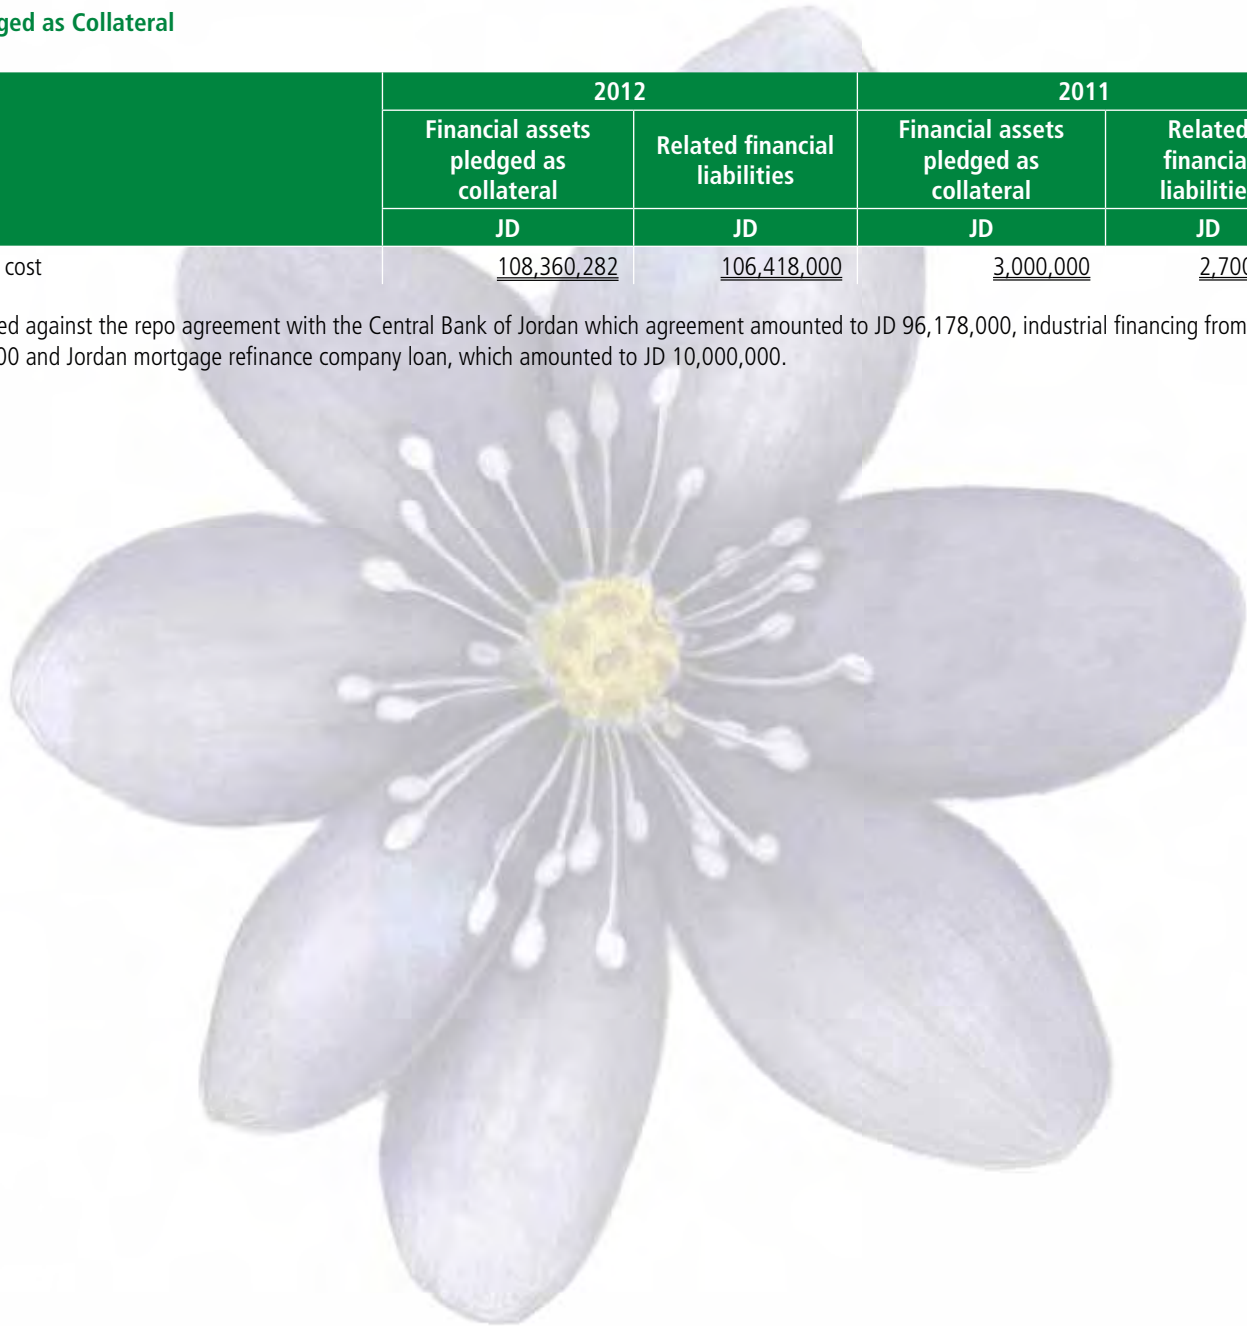 ged as Collateral
2012 2011
Financial assets pledged as collateral Related financial liabilities Financial assets pledged as collateral Related financia liabilitie
JD JD JD JD
cost 108,360,282 106,418,000 3,000,000 2,700
ed against the repo agreement with the Central Bank of Jordan which agreement amounted to JD 96,178,000, industrial financing from
00 and Jordan mortgage refinance company loan, which amounted to JD 10,000,000.